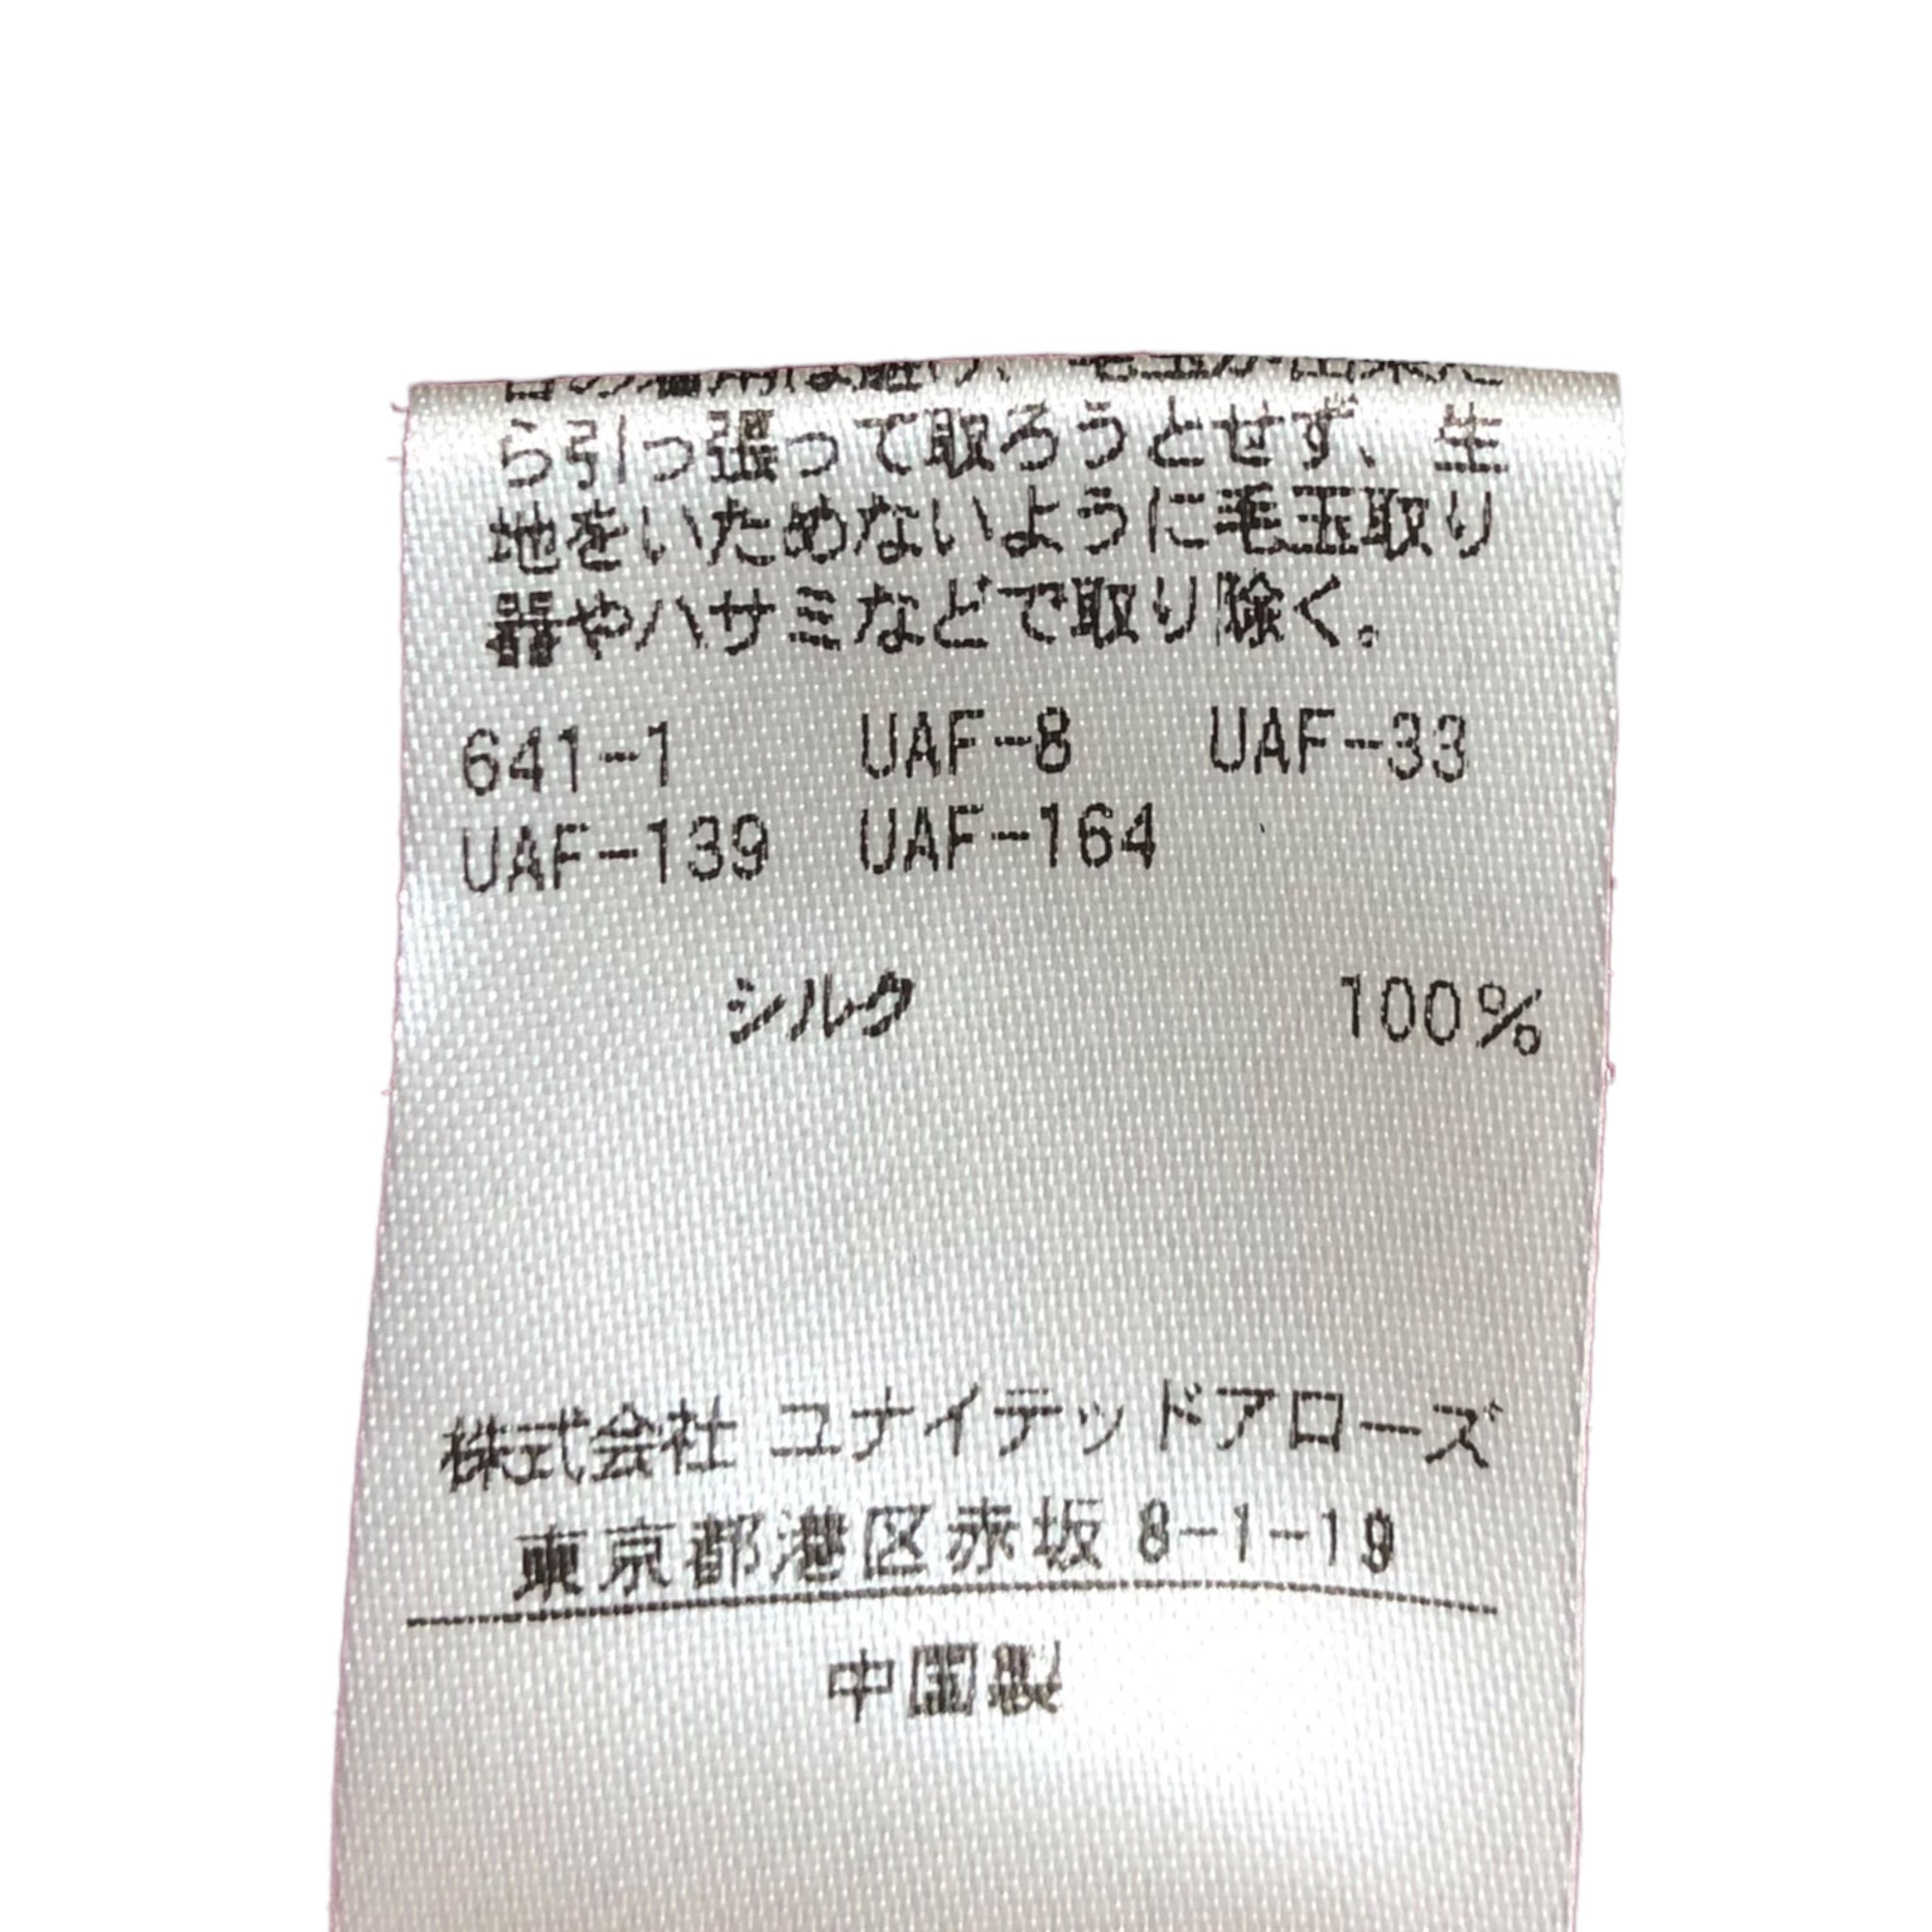 ら引っ張って取ろうとせず、生
地をいためないように毛玉取り
器やハサミなどで取り除く。
641-1 UAF-8 UAF-33
UAF-139 UAF-164
シルク 100%
株式会社 ユナイテッドアローズ
東京都港区赤坂 8-1-19
中国製